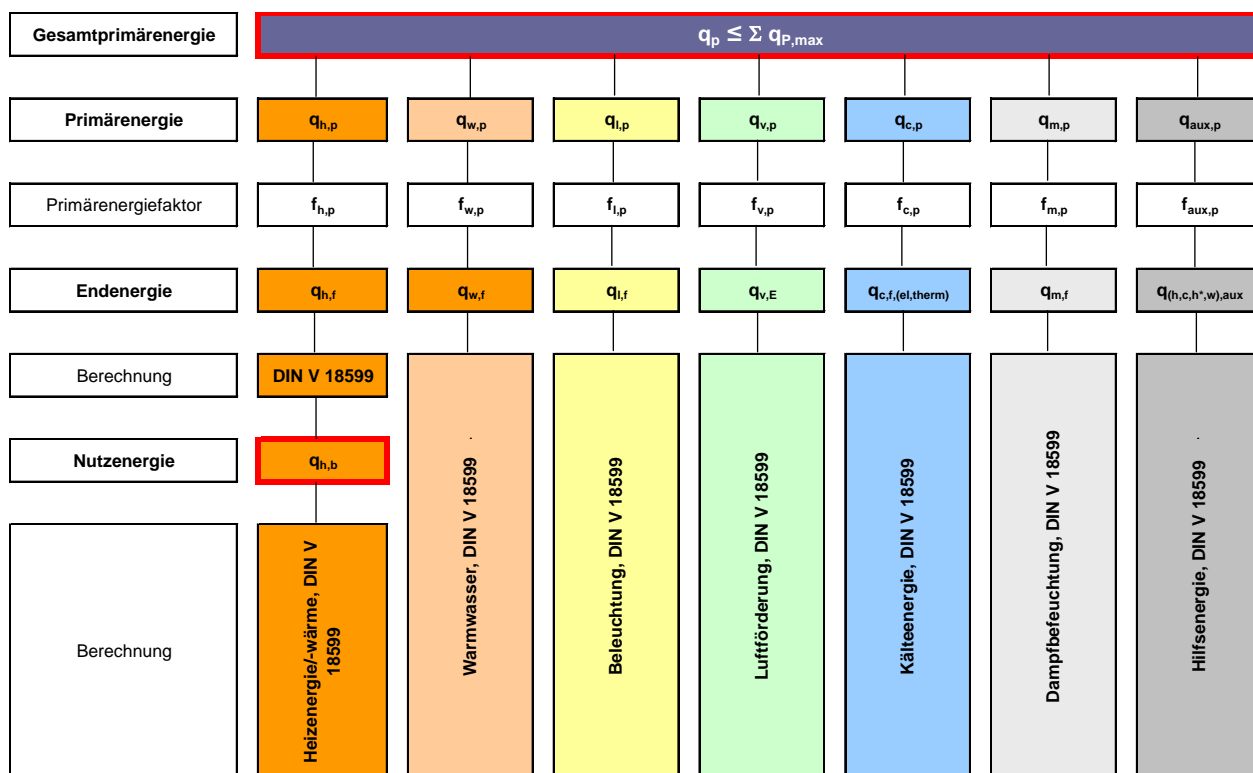 Gesamtprimärenergie
qp ≤ Σ qP,max
Primärenergie
qh,p
qw,p
ql,p
qv,p
qc,p
qm,p
qaux,p
Primärenergiefaktor
fh,p
fw,p
fl,p
fv,p
fc,p
fm,p
faux,p
Endenergie
qh,f
qw,f
ql,f
qv,E
qc,f,(el,therm)
qm,f
q(h,c,h*,w),aux
Berechnung
DIN V 18599
Nutzenergie
qh,b
Berechnung
Heizenergie/-wärme, DIN V
18599
Warmwasser, DIN V 18599
Beleuchtung, DIN V 18599
Luftförderung, DIN V 18599
Kälteenergie, DIN V 18599
Dampfbefeuchtung, DIN V 18599
Hilfsenergie, DIN V 18599